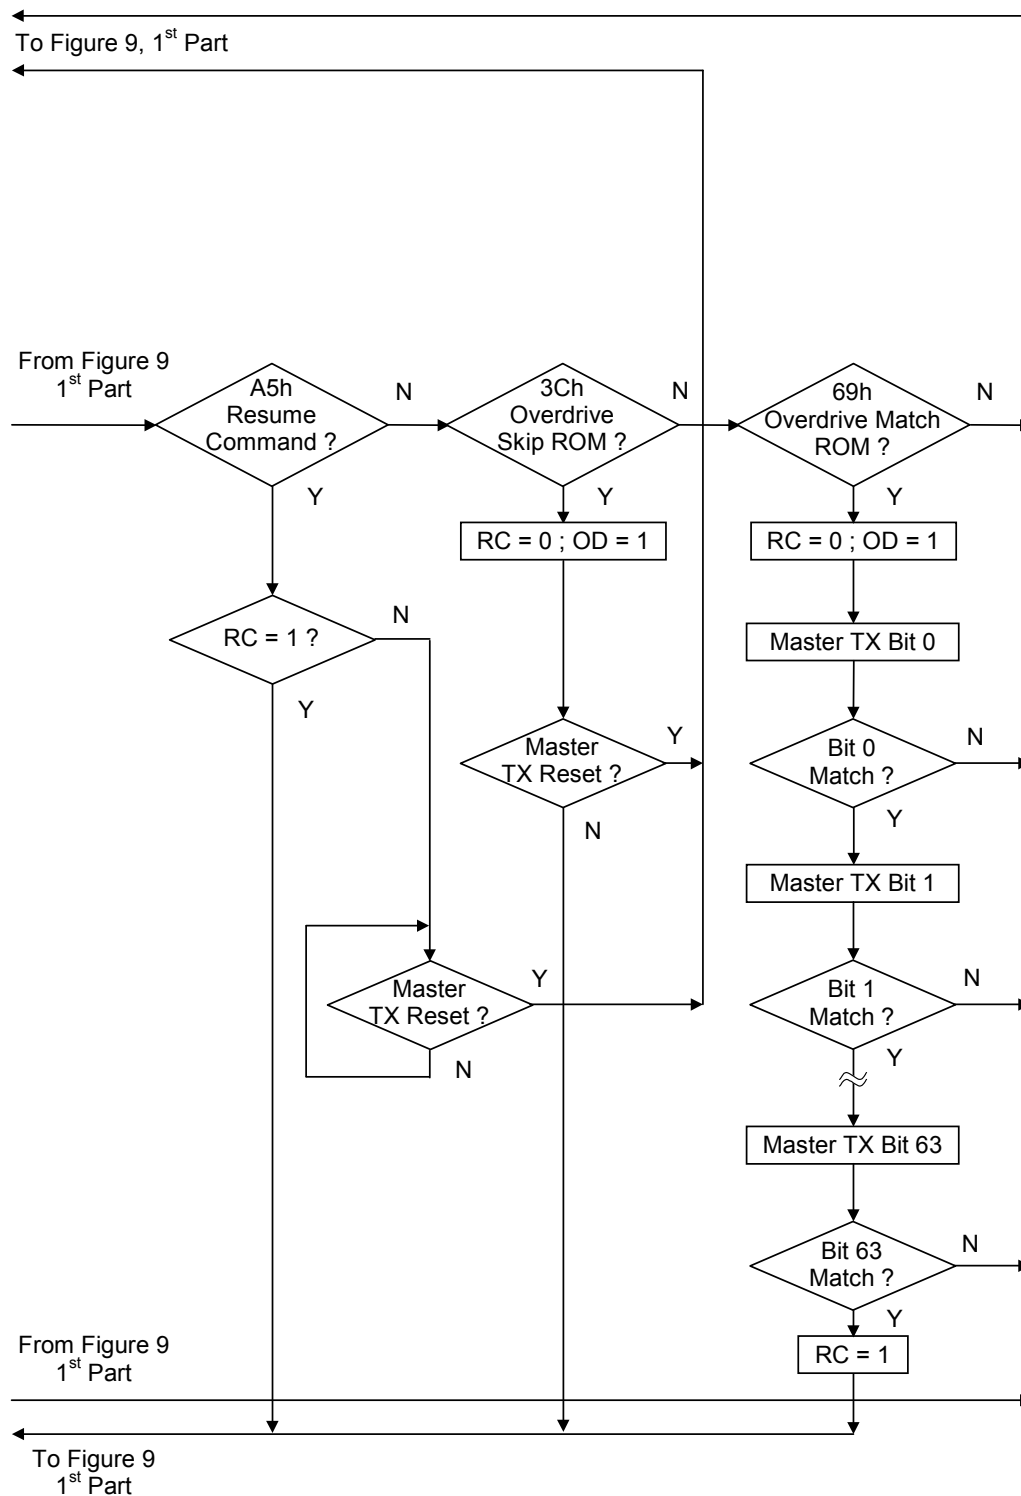 To Figure 9, 1st Part
From Figure 9
1st Part
A5h
Resume
Command ?
N
Y
3Ch
Overdrive
Skip ROM ?
N
Y
69h
Overdrive Match
ROM ?
N
Y
RC = 0 ; OD = 1
RC = 0 ; OD = 1
RC = 1 ?
N
Y
Master TX Bit 0
Master
TX Reset ?
Y
N
Bit 0
Match ?
N
Y
Master TX Bit 1
Master
TX Reset ?
Y
N
Bit 1
Match ?
N
Y
Master TX Bit 63
Bit 63
Match ?
N
Y
RC = 1
From Figure 9
1st Part
To Figure 9
1st Part